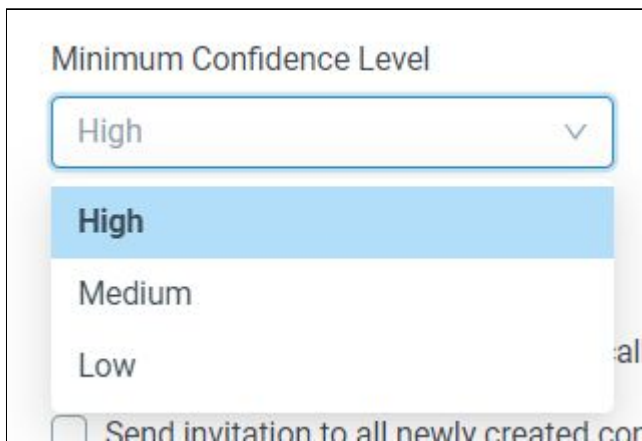 Minimum Confidence Level
High
High
Medium
Low
Send invitation to all newly created